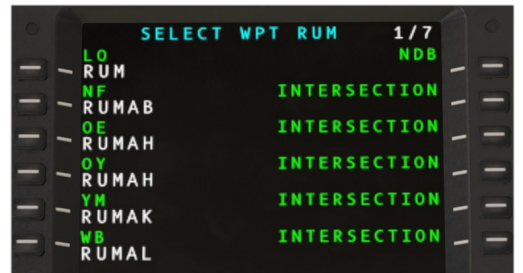 SELECT WPT RUM 1/7
LO NDB
RUM
NF INTERSECTION
RUMAB
OE INTERSECTION
RUMAH
OY INTERSECTION
RUMAH
YM INTERSECTION
RUMAK
WB INTERSECTION
RUMAL